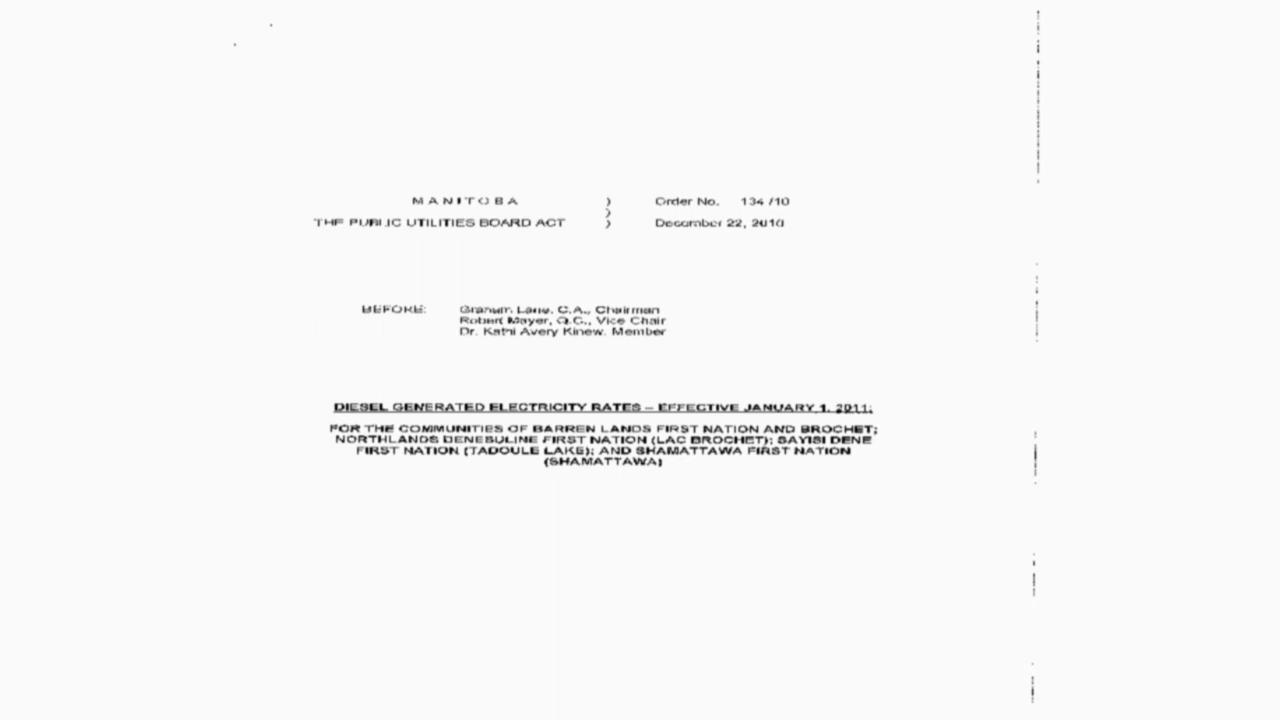 M A N I T O B A ) Order No. 134 /10
)
THE PUBLIC UTILITIES BOARD ACT ) December 22, 2010
BEFORE: Graham Lane, C.A., Chairman
Robert Mayer, Q.C., Vice Chair
Dr. Kathi Avery Kinew, Member
DIESEL GENERATED ELECTRICITY RATES – EFFECTIVE JANUARY 1, 2011;
FOR THE COMMUNITIES OF BARREN LANDS FIRST NATION AND BROCHET;
NORTHLANDS DENESULINE FIRST NATION (LAC BROCHET); SAYISI DENE
FIRST NATION (TADOULE LAKE); AND SHAMATTAWA FIRST NATION
(SHAMATTAWA)